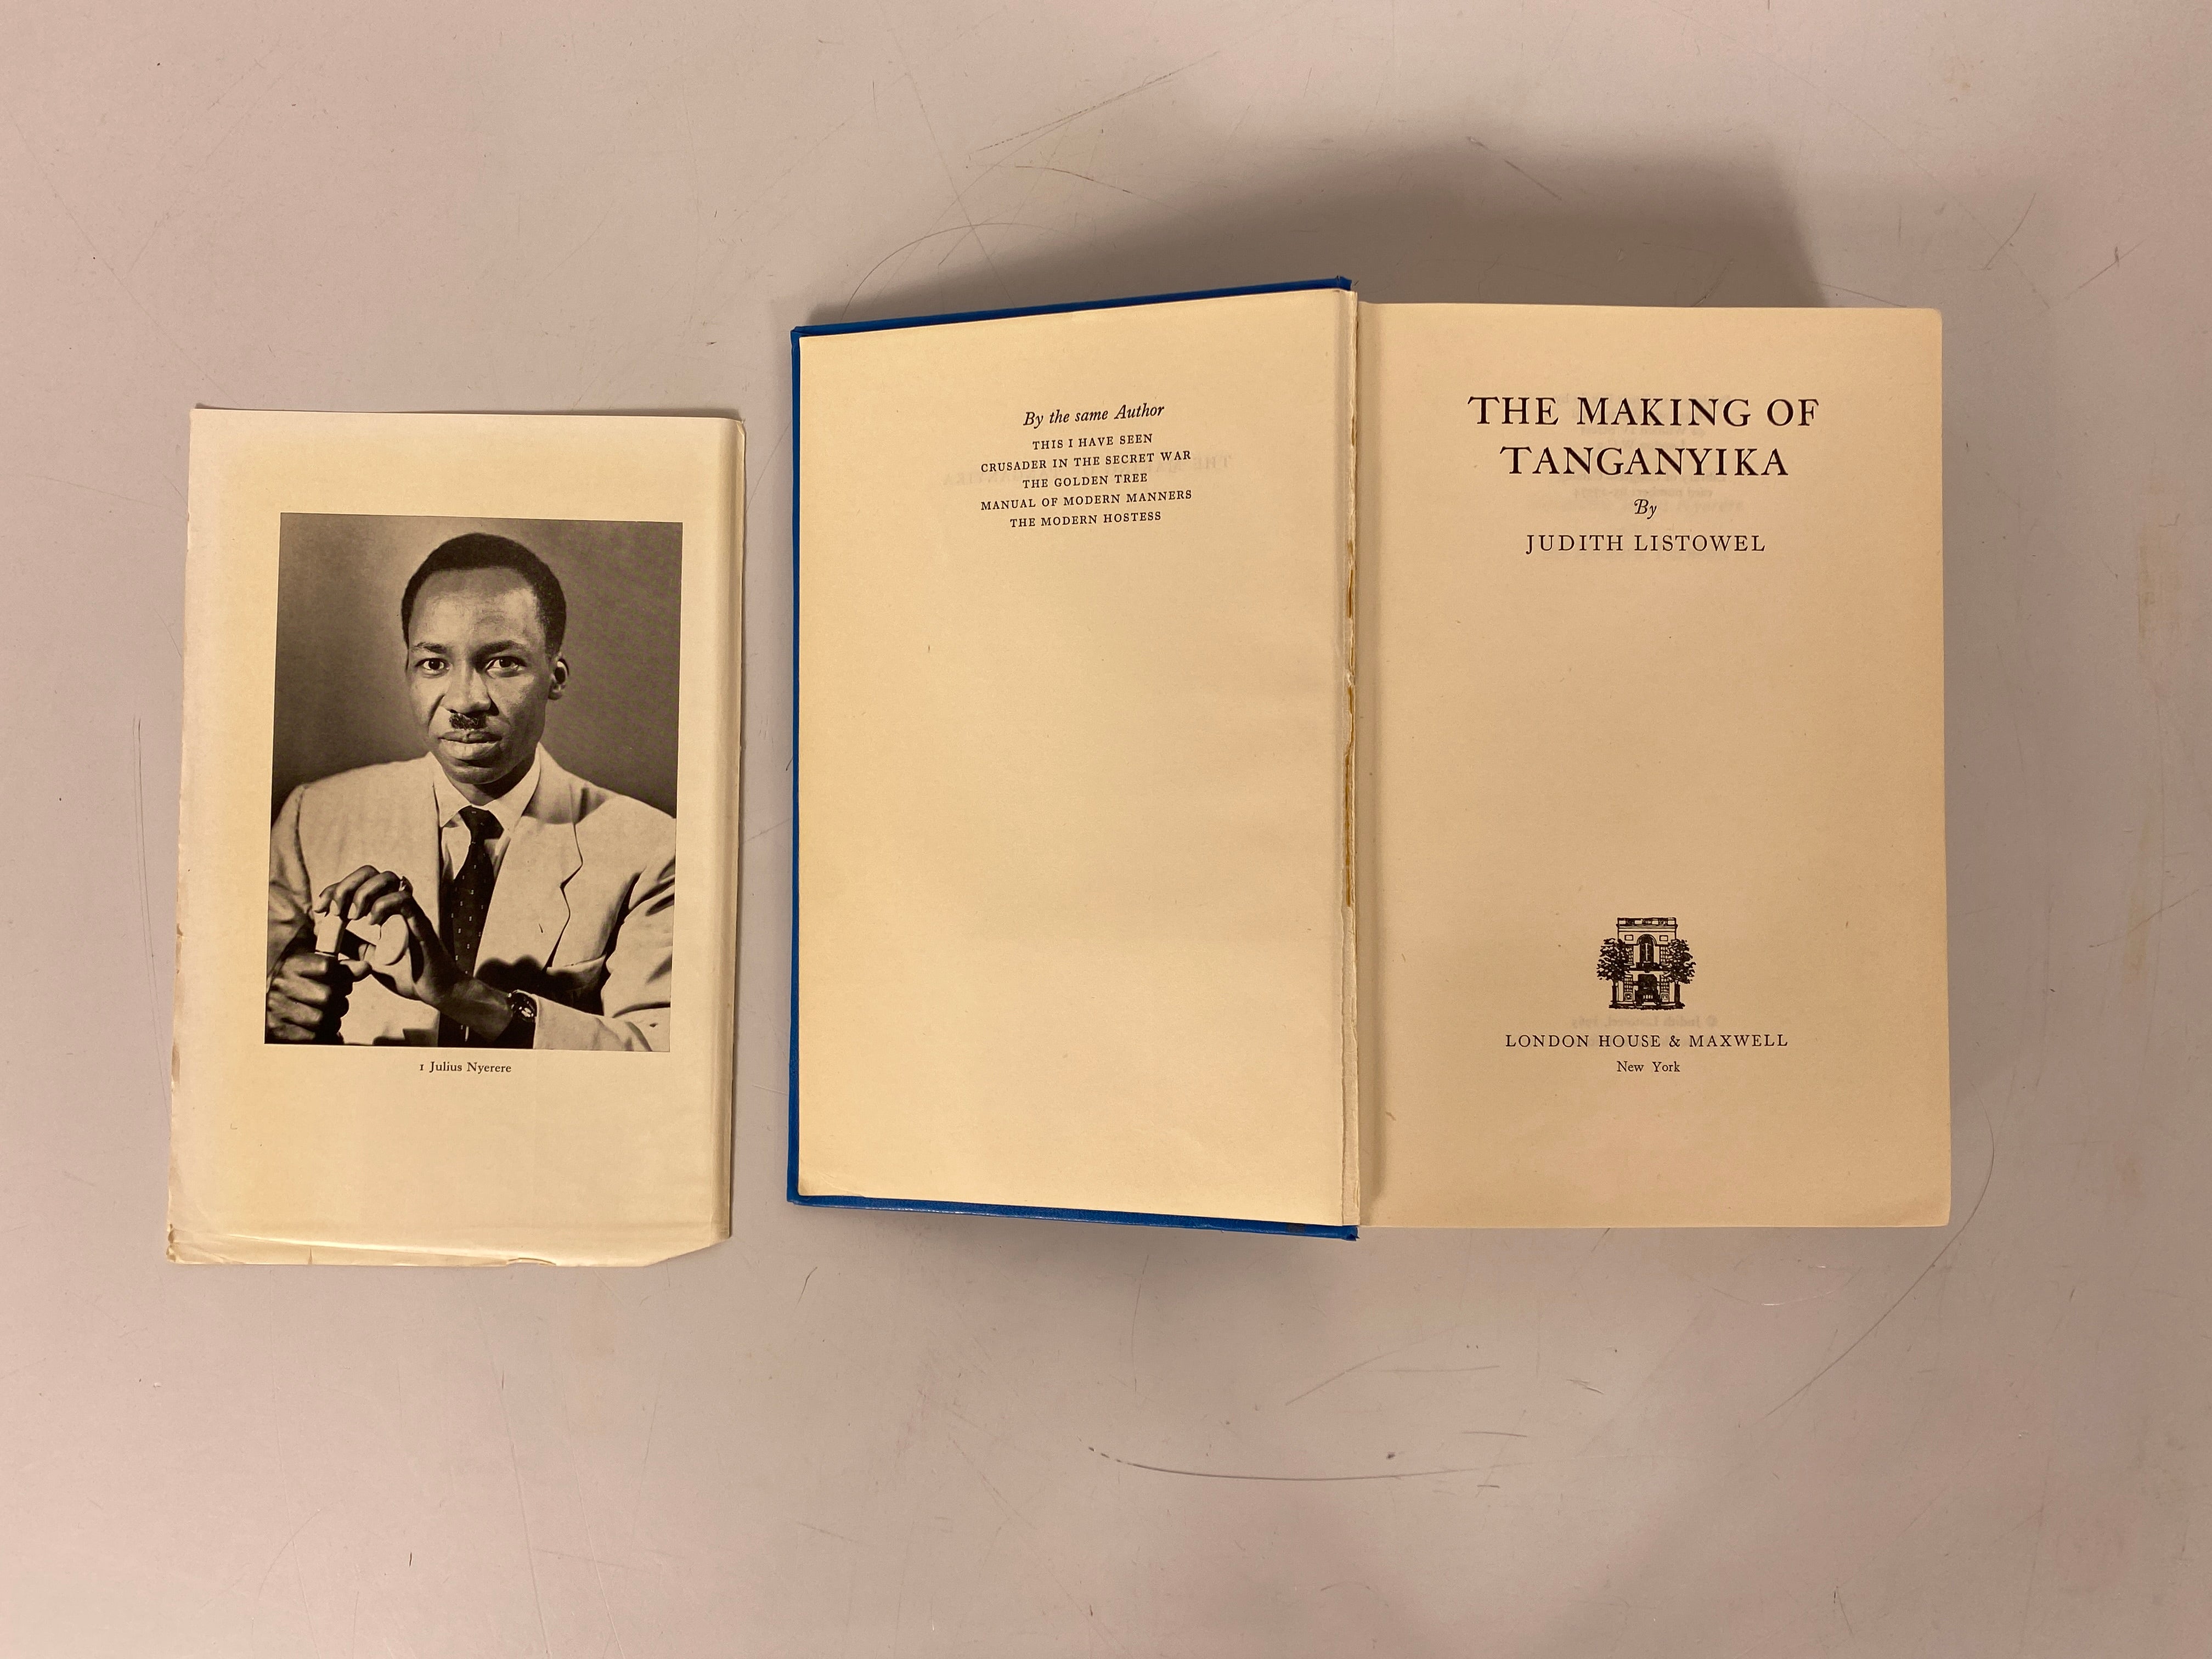 1 Julius Nyerere
By the same Author
THIS I HAVE SEEN
CRUSADER IN THE SECRET WAR
THE GOLDEN TREE
MANUAL OF MODERN MANNERS
THE MODERN HOSTESS
THE MAKING OF
TANGANYIKA
By
JUDITH LISTOWEL
LONDON HOUSE & MAXWELL
New York